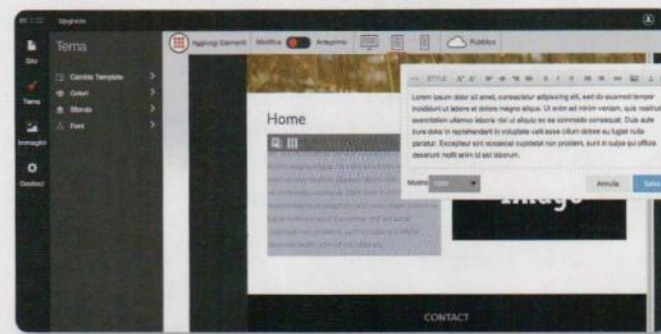 Upgrade
Sito
Tema
Immagini
Gestisci
Tema
Cambia Template
Colori
Sfondo
Font
Aggiungi Elementi
Modifica
Anteprima
Pubblica
Home
STYLE
Lorem ipsum dolor sit amet, consectetur adipiscing elit, sed do eiusmod tempor
incididunt ut labore et dolore magna aliqua. Ut enim ad minim veniam, quis nostrud
exercitation ullamco laboris nisi ut aliquip ex ea commodo consequat. Duis aute
irure dolor in reprehenderit in voluptate velit esse cillum dolore eu fugiat nulla
pariatur. Excepteur sint occaecat cupidatat non proident, sunt in culpa qui officia
deserunt mollit anim id est laborum.
Mostra
Annulla
Image
CONTACT